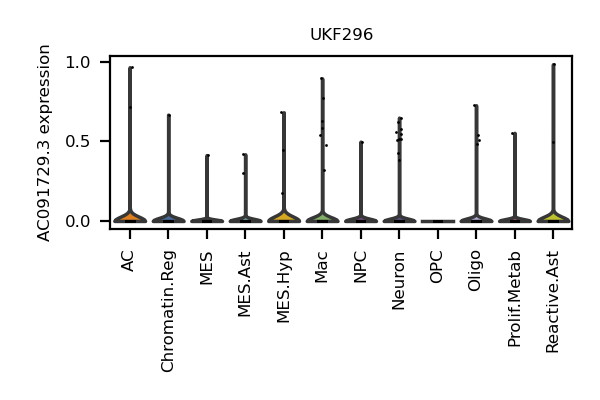 UKF296
AC091729.3 expression
1.0
0.5
0.0
AC
Chromatin.Reg
MES
MES.Ast
MES.Hyp
Mac
NPC
Neuron
OPC
Oligo
Prolif.Metab
Reactive.Ast